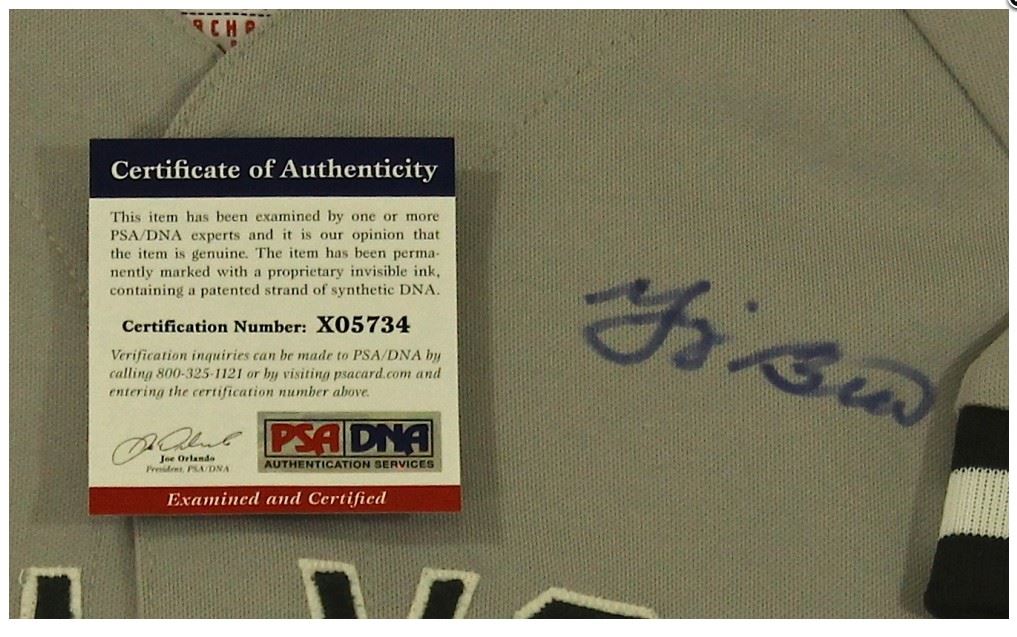 Certificate of Authenticity
This item has been examined by one or more
PSA/DNA experts and it is our opinion that
the item is genuine. The item has been perma-
nently marked with a proprietary invisible ink,
containing a patented strand of synthetic DNA.
Certification Number: X05734
Verification inquiries can be made to PSA/DNA by
calling 800-325-1121 or by visiting psacard.com and
entering the certification number above.
Joe Orlando
President, PSA/DNA
PSA DNA
AUTHENTICATION SERVICES
Examined and Certified
Yogi Berra